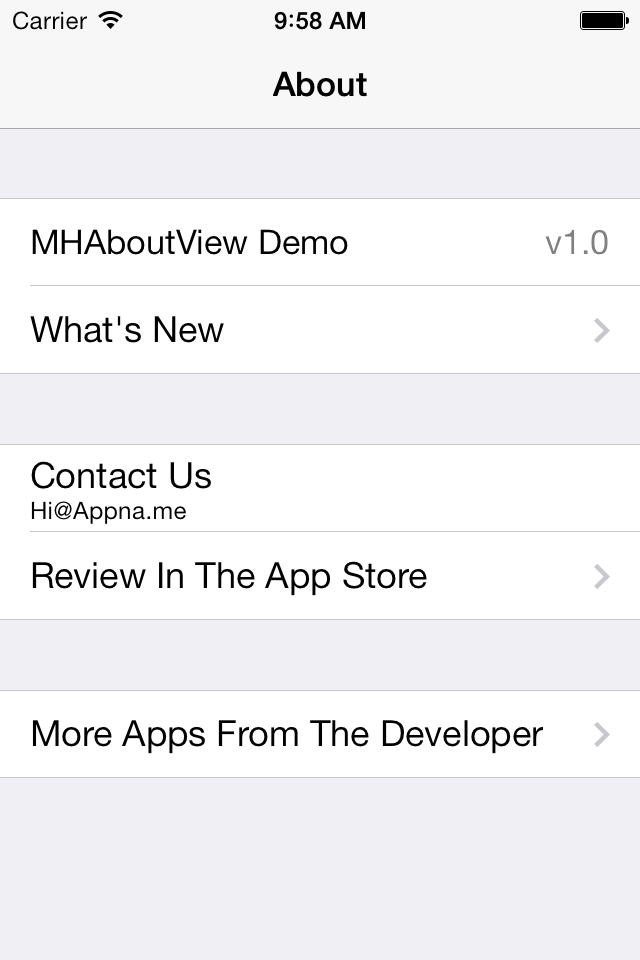 Carrier 9:58 AM
About
MHAboutView Demo v1.0
What's New
Contact Us
Hi@Appna.me
Review In The App Store
More Apps From The Developer